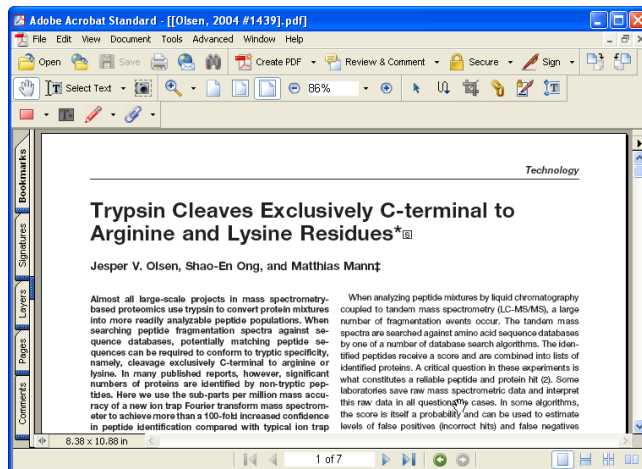 Adobe Acrobat Standard - [[Olsen, 2004 #1439].pdf]
File Edit View Document Tools Advanced Window Help
Open Save Create PDF Review & Comment Secure Sign
Select Text 86%
Bookmarks
Signatures
Layers
Pages
Comments
Technology
Trypsin Cleaves Exclusively C-terminal to
Arginine and Lysine Residues*S
Jesper V. Olsen, Shao-En Ong, and Matthias Mann‡
Almost all large-scale projects in mass spectrometry-
based proteomics use trypsin to convert protein mixtures
into more readily analyzable peptide populations. When
searching peptide fragmentation spectra against se-
quence databases, potentially matching peptide se-
quences can be required to conform to tryptic specificity,
namely, cleavage exclusively C-terminal to arginine or
lysine. In many published reports, however, significant
numbers of proteins are identified by non-tryptic pep-
tides. Here we use the sub-parts per million mass accu-
racy of a new ion trap Fourier transform mass spectrom-
eter to achieve more than a 100-fold increased confidence
in peptide identification compared with typical ion trap
When analyzing peptide mixtures by liquid chromatography
coupled to tandem mass spectrometry (LC-MS/MS), a large
number of fragmentation events occur. The tandem mass
spectra are searched against amino acid sequence databases
by one of a number of database search algorithms. The iden-
tified peptides receive a score and are combined into lists of
identified proteins. A critical question in these experiments is
what constitutes a reliable peptide and protein hit (2). Some
laboratories save raw mass spectrometric data and interpret
this raw data in all questionable cases. In some algorithms,
the score is itself a probability and can be used to estimate
levels of false positives (incorrect hits) and false negatives
8.38 x 10.88 in
1 of 7